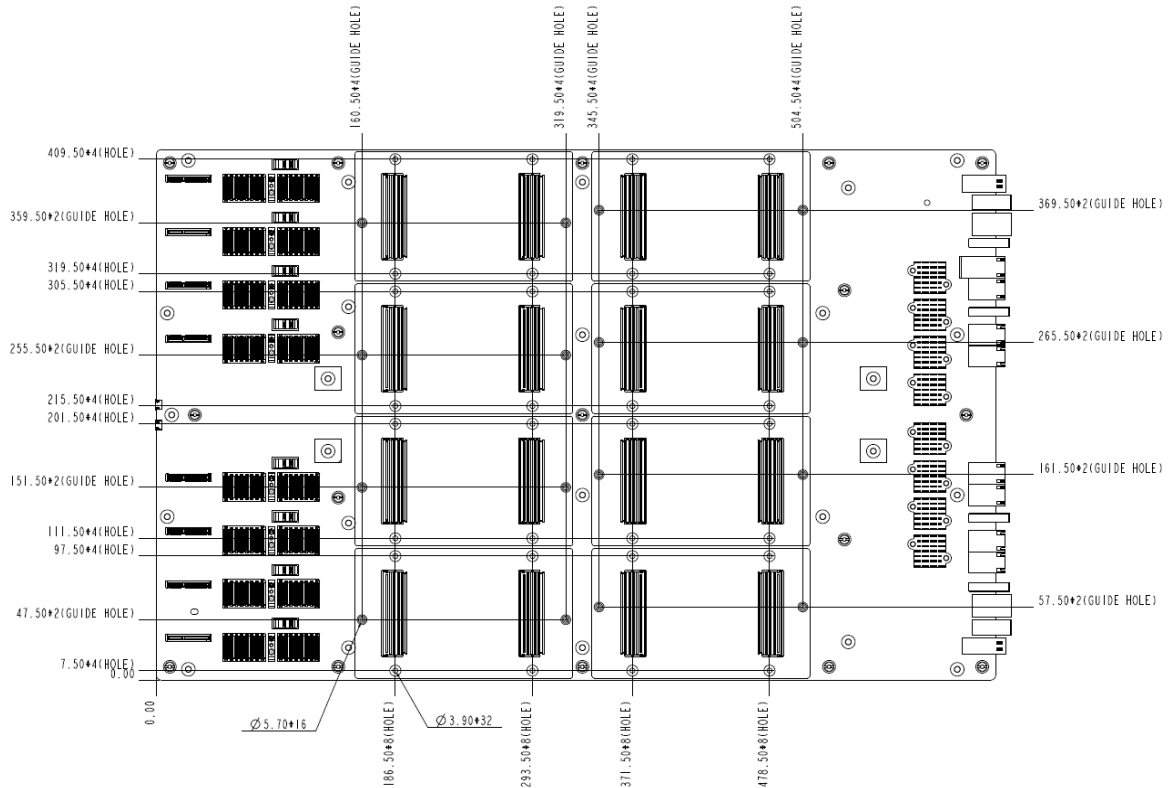 160.50*4(GUIDE HOLE)
319.50*4(GUIDE HOLE)
345.50*4(GUIDE HOLE)
504.50*4(GUIDE HOLE)
409.50*4(HOLE)
359.50*2(GUIDE HOLE)
369.50*2(GUIDE HOLE)
319.50*4(HOLE)
305.50*4(HOLE)
255.50*2(GUIDE HOLE)
265.50*2(GUIDE HOLE)
215.50*4(HOLE)
201.50*4(HOLE)
151.50*2(GUIDE HOLE)
161.50*2(GUIDE HOLE)
111.50*4(HOLE)
97.50*4(HOLE)
47.50*2(GUIDE HOLE)
57.50*2(GUIDE HOLE)
7.50*4(HOLE)
0.00
0.00
Ø5.70*16
Ø3.90*32
186.50*8(HOLE)
293.50*8(HOLE)
371.50*8(HOLE)
478.50*8(HOLE)